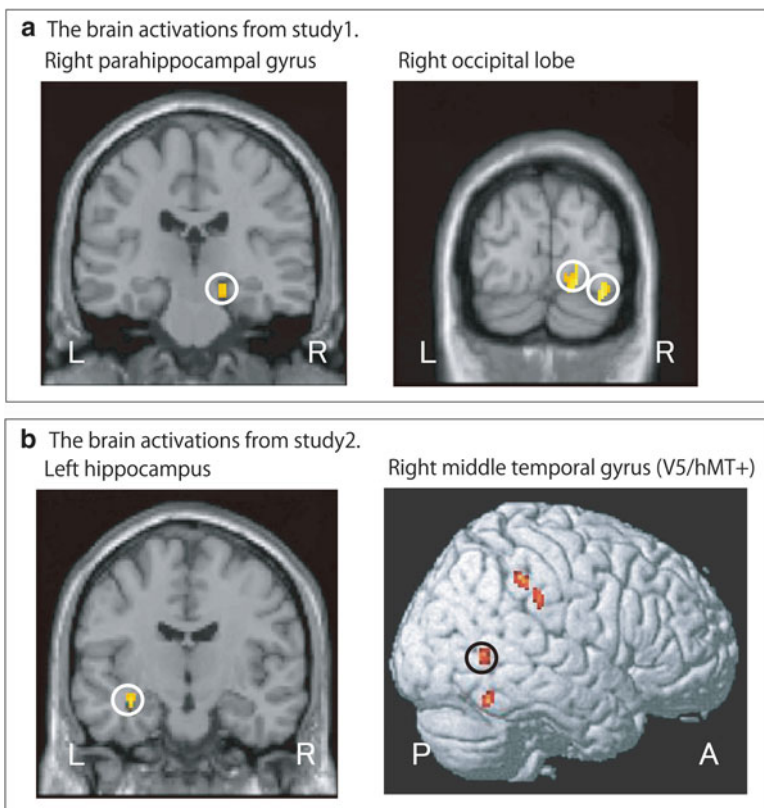 a The brain activations from study1.
Right parahippocampal gyrus
Right occipital lobe
L R
L R
b The brain activations from study2.
Left hippocampus
Right middle temporal gyrus (V5/hMT+)
L R
P A